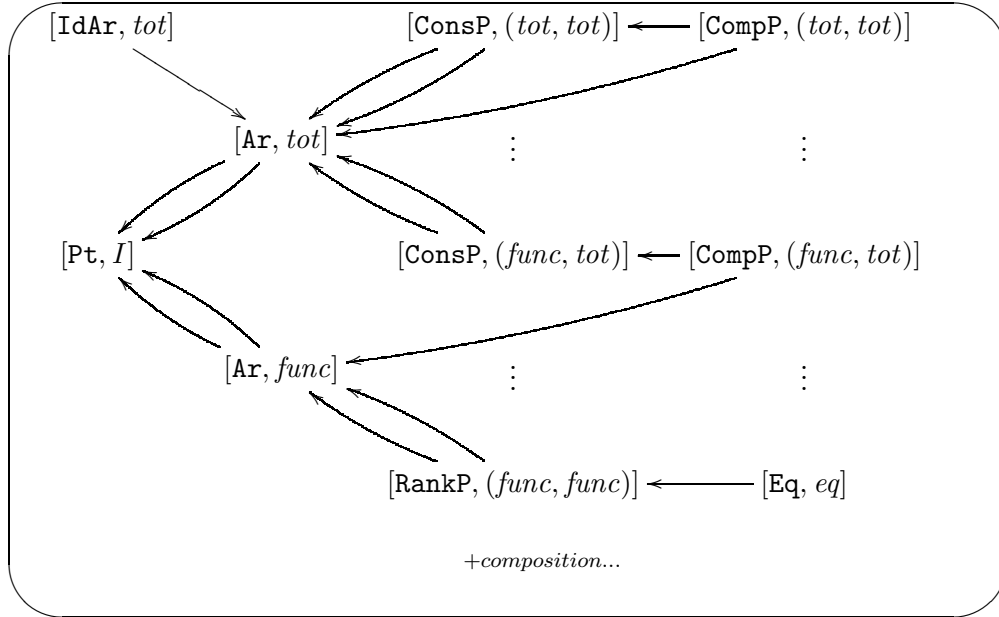 [IdAr, tot] [ConsP, (tot, tot)] [CompP, (tot, tot)]
[Ar, tot] ⋮ ⋮
[Pt, I] [ConsP, (func, tot)] [CompP, (func, tot)]
[Ar, func] ⋮ ⋮
[RankP, (func, func)] [Eq, eq]
+composition...